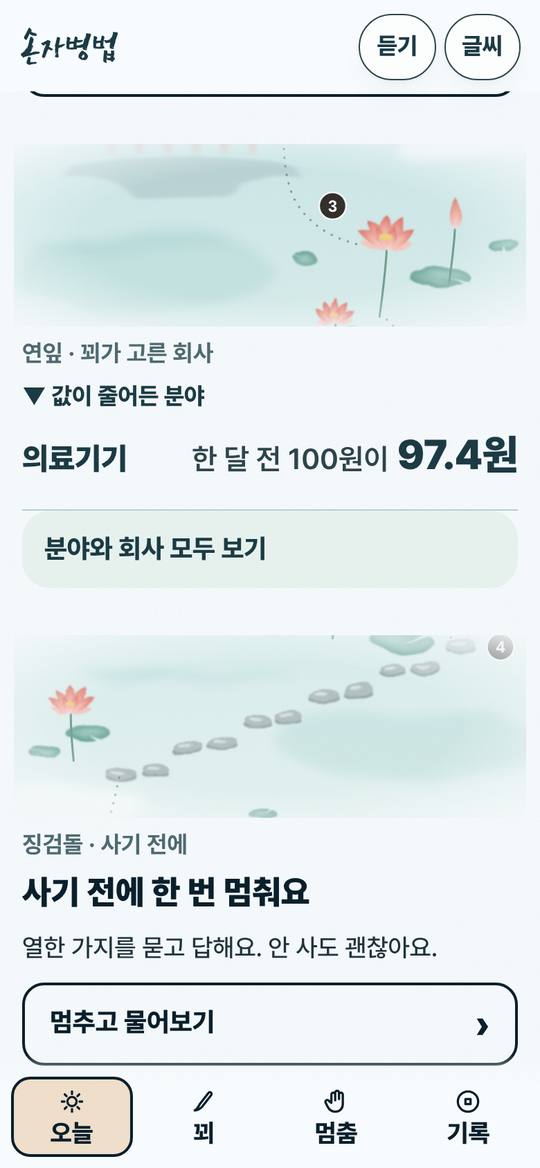 손자병법
듣기
글씨
3
연잎 · 꾀가 고른 회사
▼ 값이 줄어든 분야
의료기기 한 달 전 100원이 97.4원
분야와 회사 모두 보기
4
징검돌 · 사기 전에
사기 전에 한 번 멈춰요
열한 가지를 묻고 답해요. 안 사도 괜찮아요.
멈추고 물어보기 ›
오늘
꾀
멈춤
기록